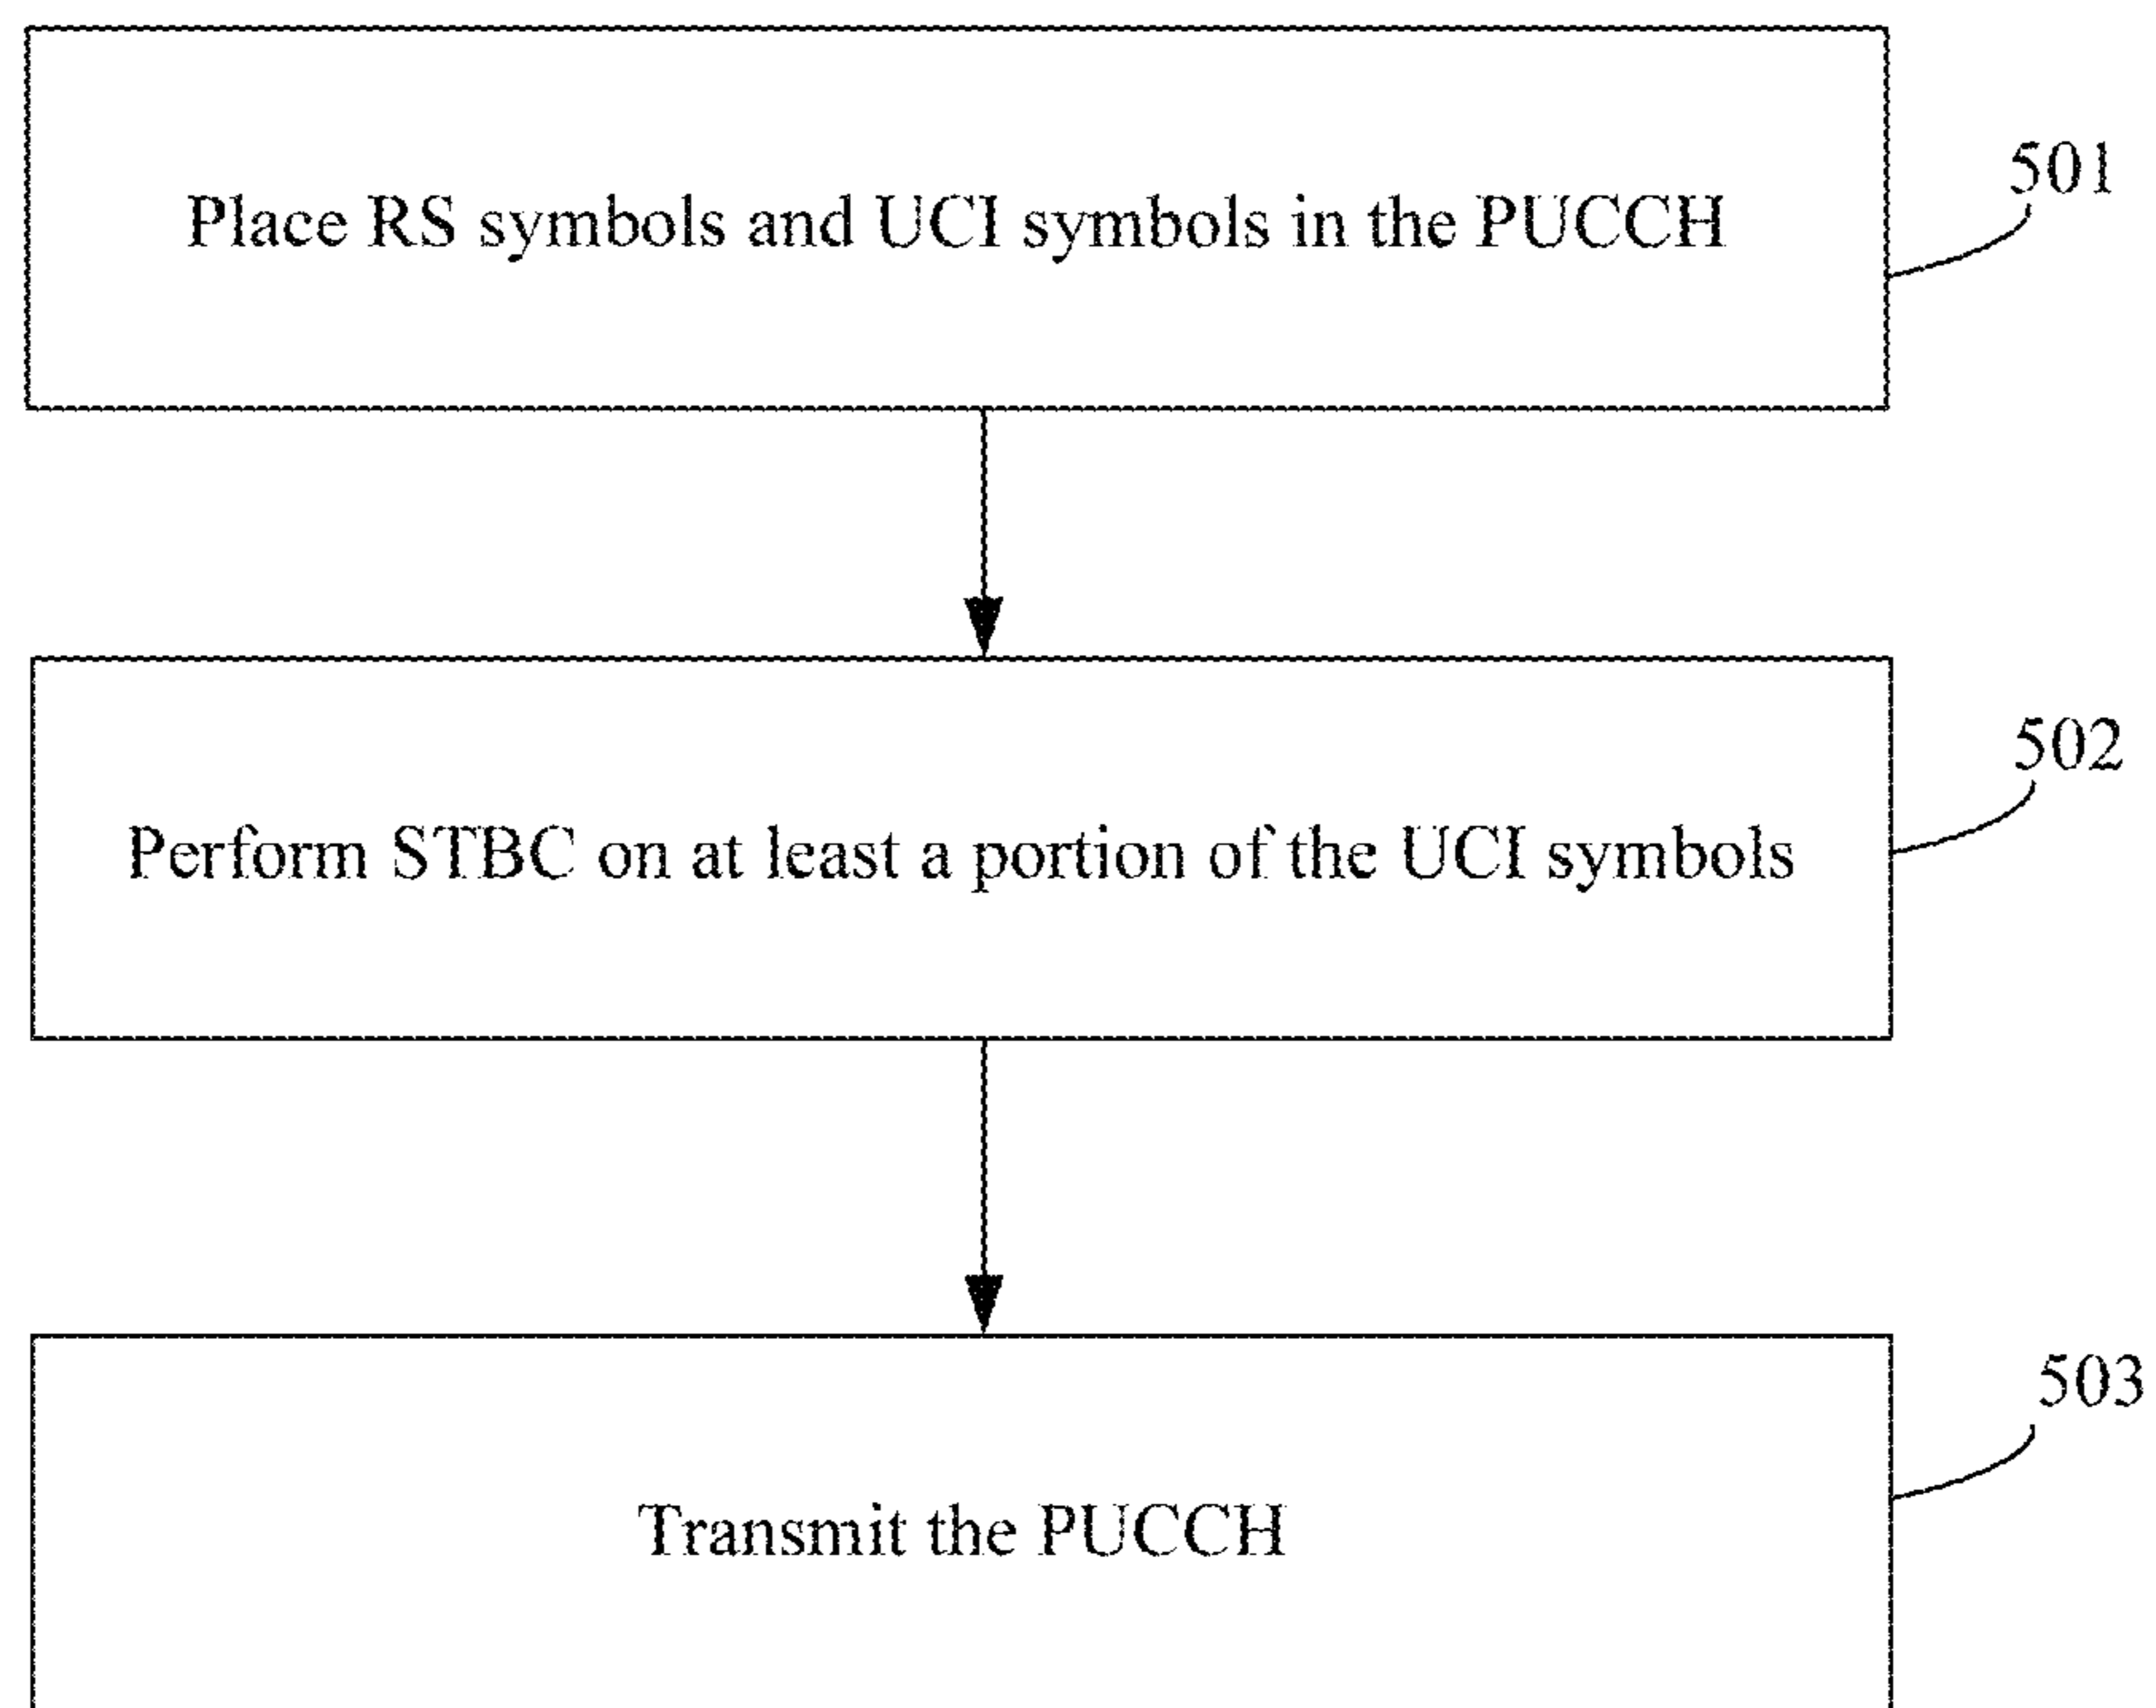 Place RS symbols and UCI symbols in the PUCCH
501
Perform STBC on at least a portion of the UCI symbols
502
Transmit the PUCCH
503